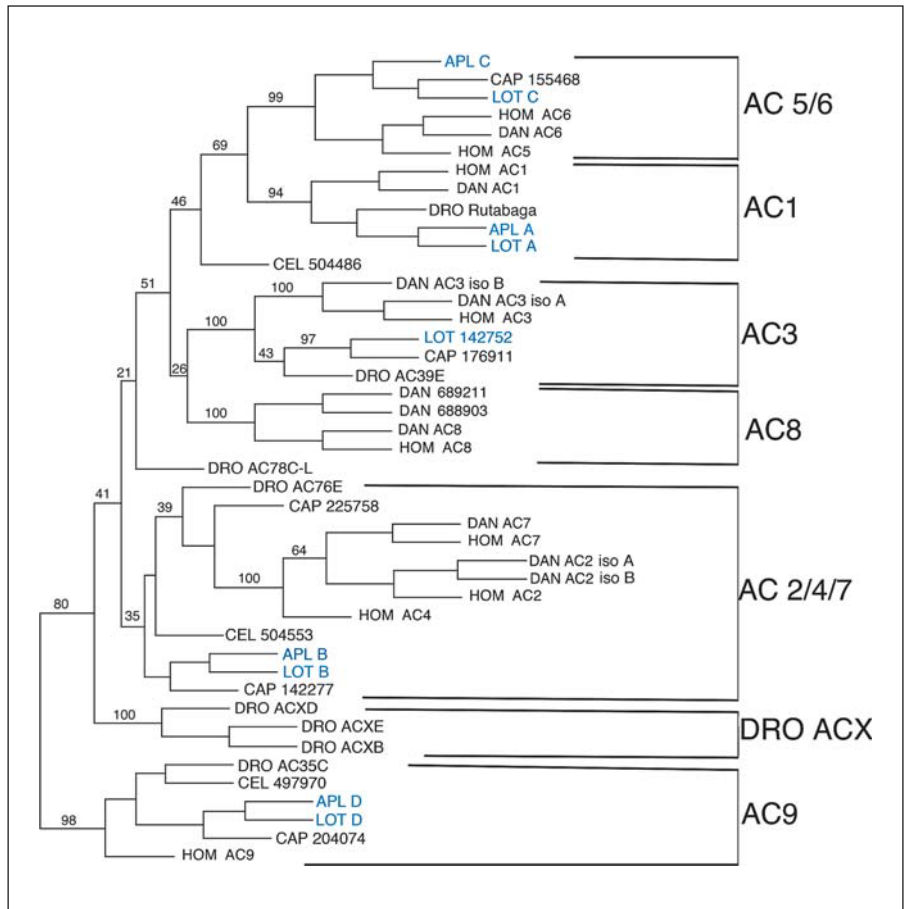 APL C
CAP 155468
99
LOT C
AC 5/6
HOM AC6
DAN AC6
69
HOM AC5
HOM AC1
94
DAN AC1
46
DRO Rutabaga
AC1
APL A
LOT A
CEL 504486
DAN AC3 iso B
51
100
DAN AC3 iso A
HOM AC3
100
97
LOT 142752
AC3
43
CAP 176911
26
DRO AC39E
21
DAN 689211
100
DAN 688903
DAN AC8
AC8
HOM AC8
DRO AC78C-L
41
DRO AC76E
39
CAP 225758
DAN AC7
HOM AC7
64
DAN AC2 iso A
100
DAN AC2 iso B
AC 2/4/7
HOM AC2
80
35
HOM AC4
CEL 504553
APL B
LOT B
CAP 142277
DRO ACXD
100
DRO ACXE
DRO ACX
DRO ACXB
DRO AC35C
CEL 497970
APL D
AC9
98
LOT D
CAP 204074
HOM AC9